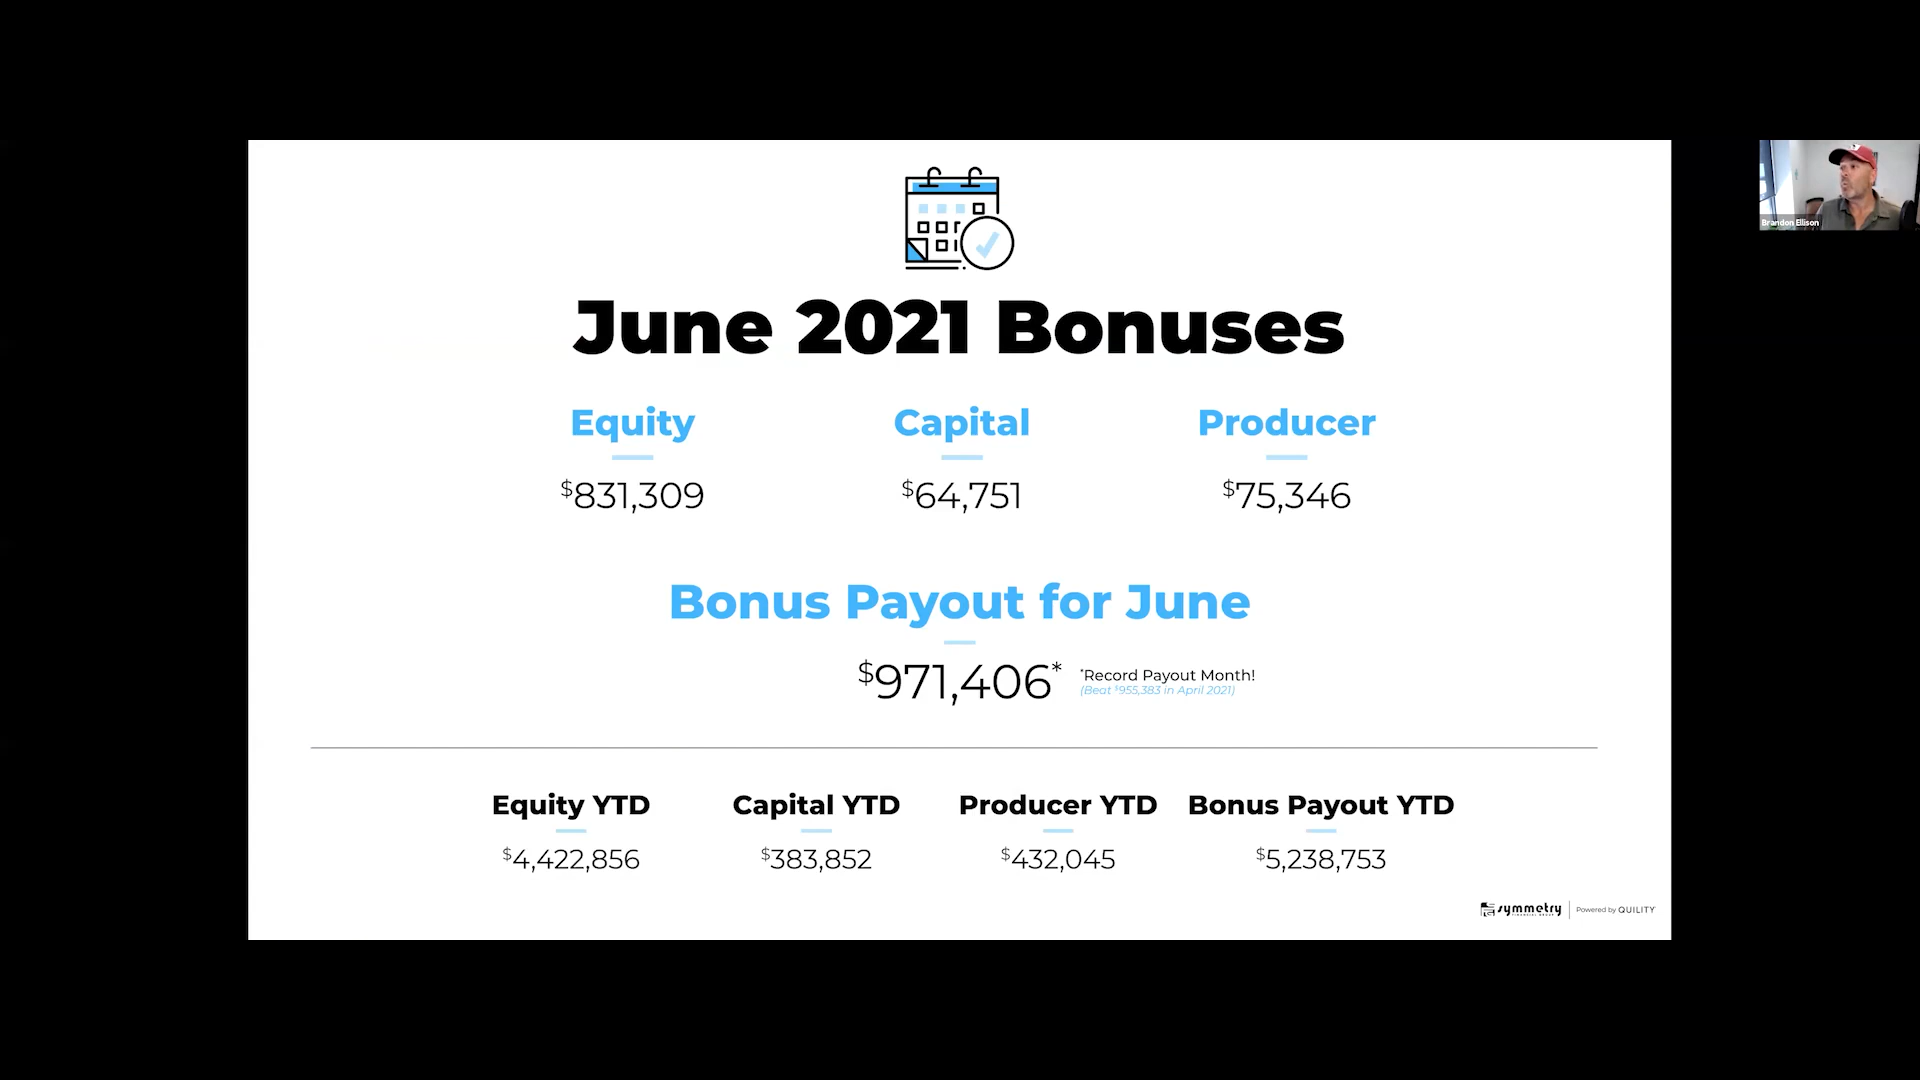 June 2021 Bonuses
Equity Capital Producer
$831,309 $64,751 $75,346
Bonus Payout for June
$971,406* *Record Payout Month!
(Beat $955,383 in April 2021)
Equity YTD Capital YTD Producer YTD Bonus Payout YTD
$4,422,856 $383,852 $432,045 $5,238,753
symmetry Powered by QUILITY
FINANCIAL GROUP
Brandon Ellison